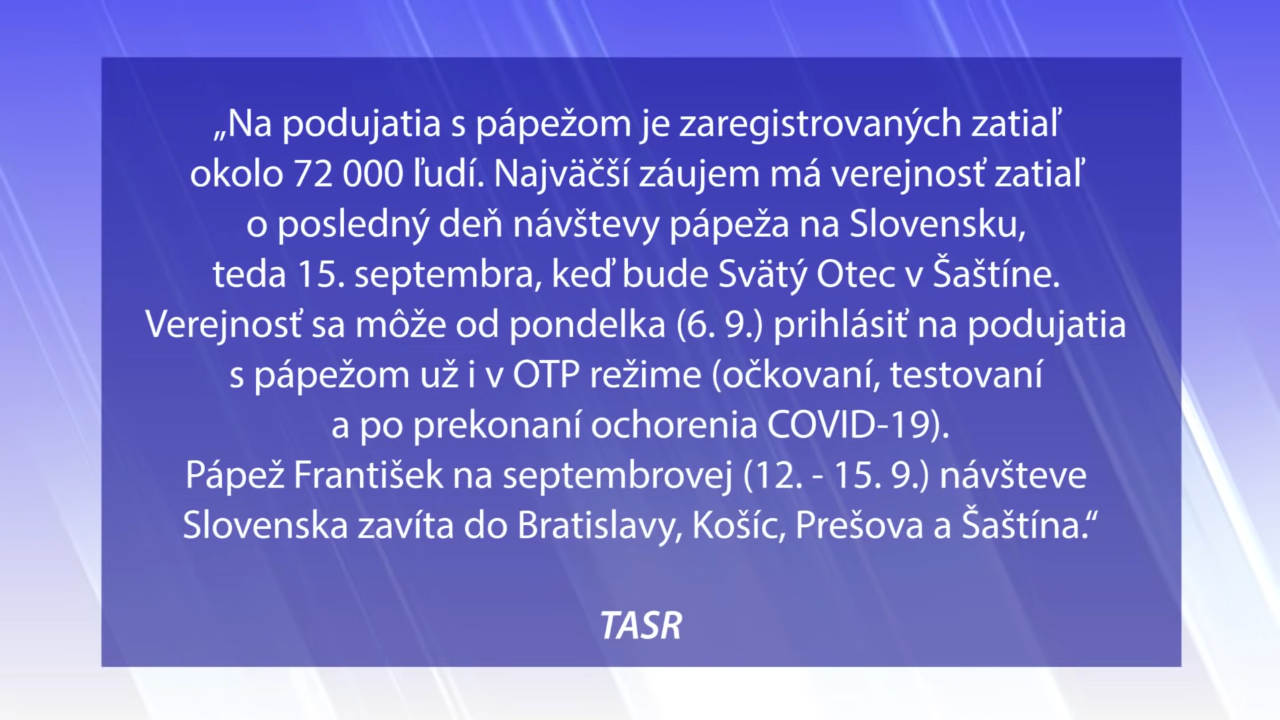 „Na podujatia s pápežom je zaregistrovaných zatiaľ
okolo 72 000 ľudí. Najväčší záujem má verejnosť zatiaľ
o posledný deň návštevy pápeža na Slovensku,
teda 15. septembra, keď bude Svätý Otec v Šaštíne.
Verejnosť sa môže od pondelka (6. 9.) prihlásiť na podujatia
s pápežom už i v OTP režime (očkovaní, testovaní
a po prekonaní ochorenia COVID-19).
Pápež František na septembrovej (12. - 15. 9.) návšteve
Slovenska zavíta do Bratislavy, Košíc, Prešova a Šaštína.“
TASR